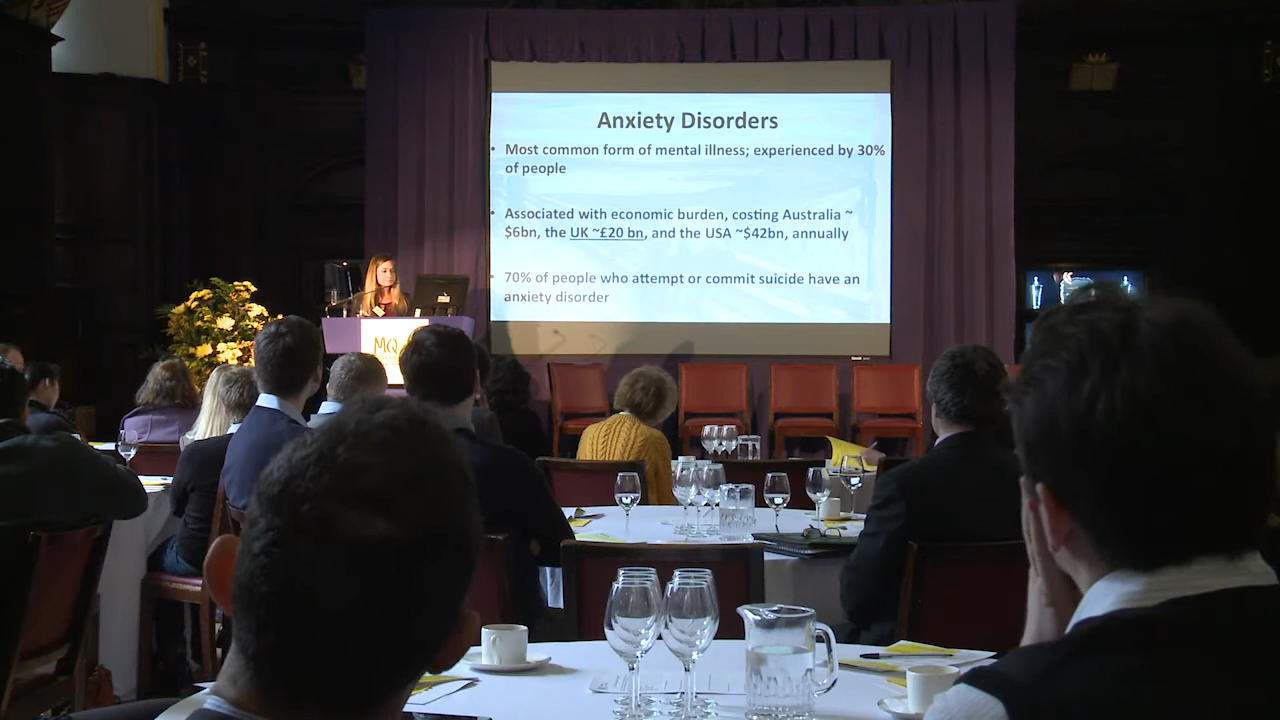 Anxiety Disorders
• Most common form of mental illness; experienced by 30%
of people
• Associated with economic burden, costing Australia ~
$6bn, the UK ~£20 bn, and the USA ~$42bn, annually
• 70% of people who attempt or commit suicide have an
anxiety disorder
MQ